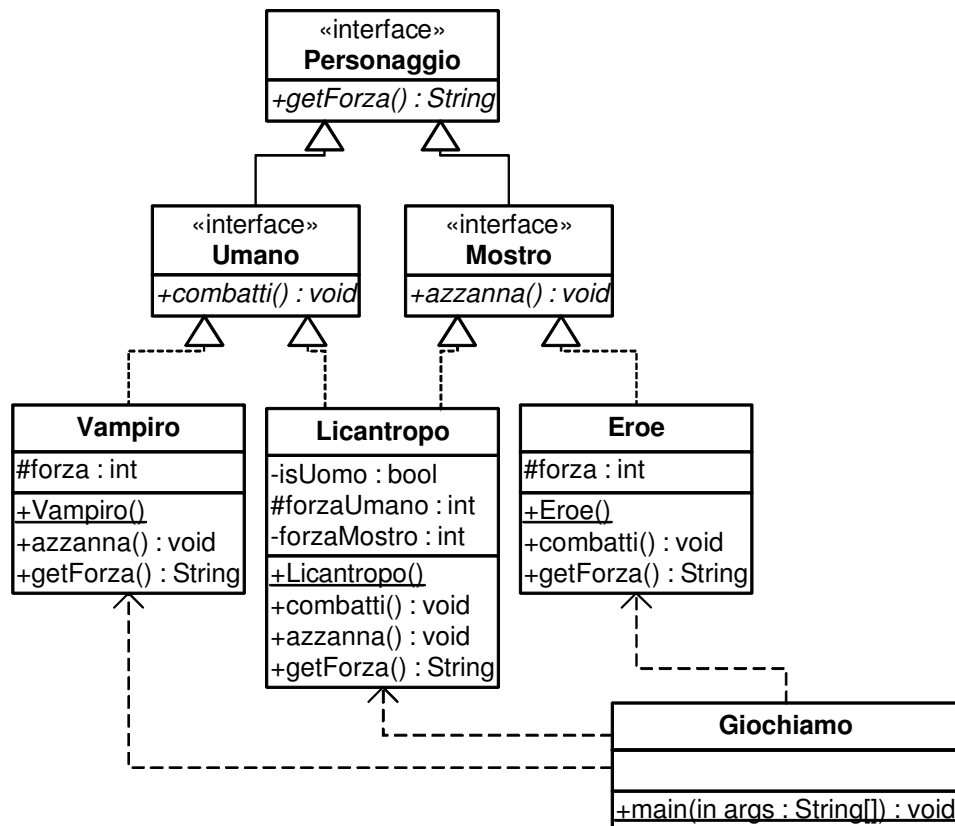 «interface»
Personaggio
+getForza() : String
«interface»
Umano
+combatti() : void
«interface»
Mostro
+azzanna() : void
Vampiro
#forza : int
+Vampiro()
+azzanna() : void
+getForza() : String
Licantropo
-isUomo : bool
#forzaUmano : int
-forzaMostro : int
+Licantropo()
+combatti() : void
+azzanna() : void
+getForza() : String
Eroe
#forza : int
+Eroe()
+combatti() : void
+getForza() : String
Giochiamo
+main(in args : String[]) : void